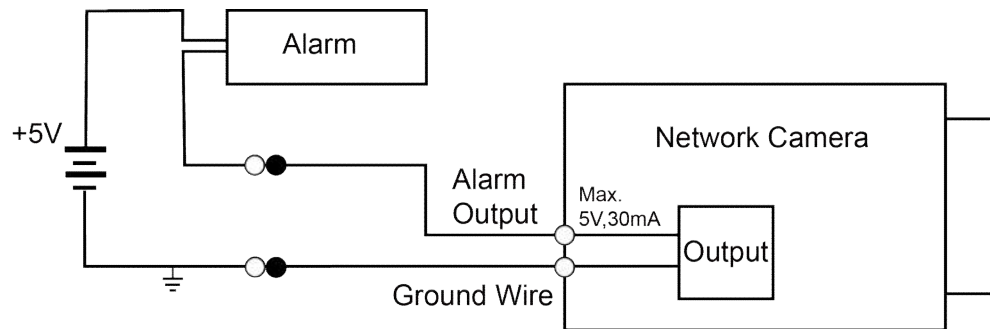 Alarm
+5V
Network Camera
Alarm
Output
Max.
5V,30mA
Output
Ground Wire